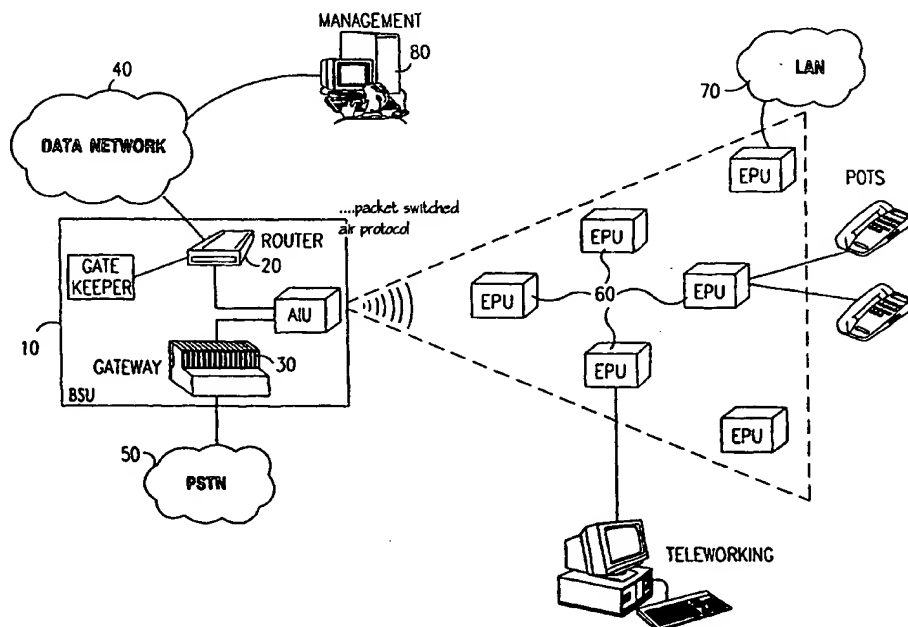 MANAGEMENT
80
40
DATA NETWORK
LAN
70
EPU
POTS
....packet switched
air protocol
ROUTER
20
GATE
KEEPER
EPU
EPU
60
EPU
AIU
10
GATEWAY
30
EPU
BSU
EPU
50
PSTN
TELEWORKING